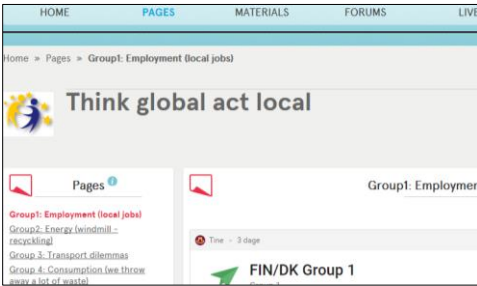 HOME PAGES MATERIALS FORUMS LIVE
Home » Pages » Group1: Employment (local jobs)
Think global act local
Pages i
Group1: Employment
Group1: Employment (local jobs)
Group2: Energy (windmill -
recyckling)
Group 3: Transport dilemmas
Group 4: Consumption (we throw
away a lot of waste)
Tine - 3 dage
FIN/DK Group 1